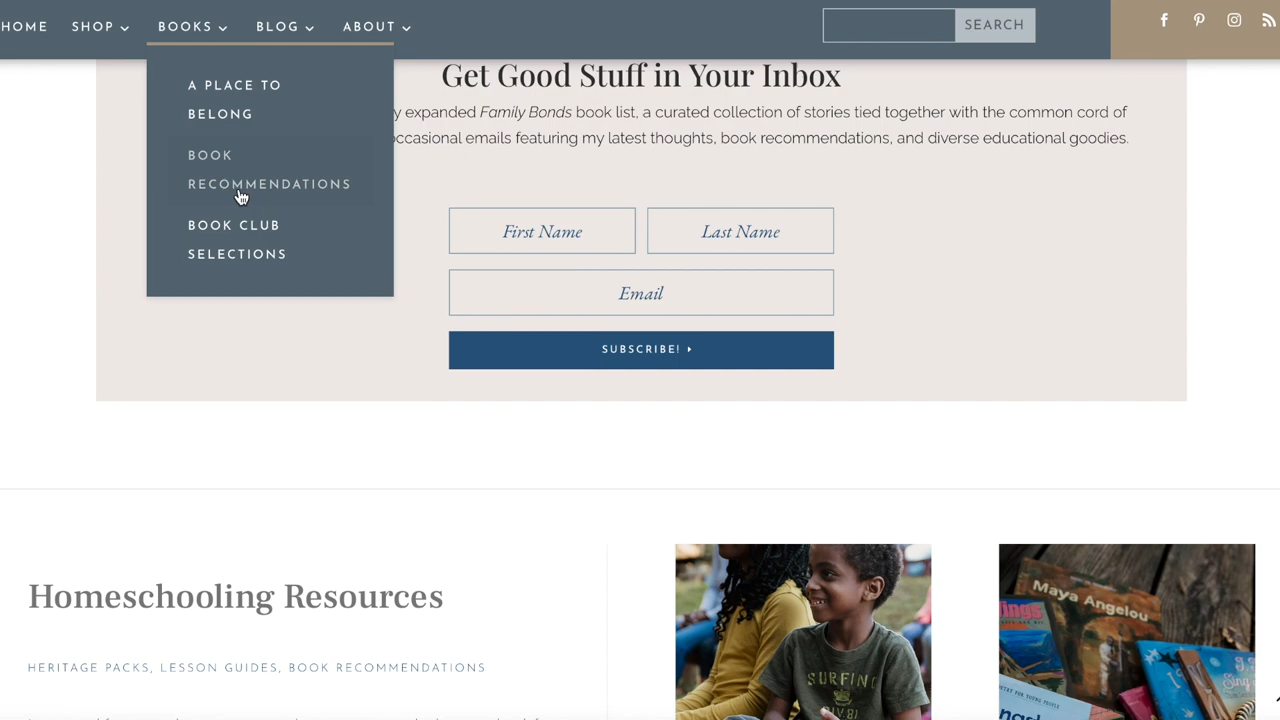 HOME SHOP BOOKS BLOG ABOUT SEARCH
A PLACE TO
BELONG
BOOK
RECOMMENDATIONS
BOOK CLUB
SELECTIONS
Get Good Stuff in Your Inbox
expanded Family Bonds book list, a curated collection of stories tied together with the common cord of
occasional emails featuring my latest thoughts, book recommendations, and diverse educational goodies.
First Name Last Name
Email
SUBSCRIBE!
Homeschooling Resources
HERITAGE PACKS, LESSON GUIDES, BOOK RECOMMENDATIONS
SURFING
Maya Angelou